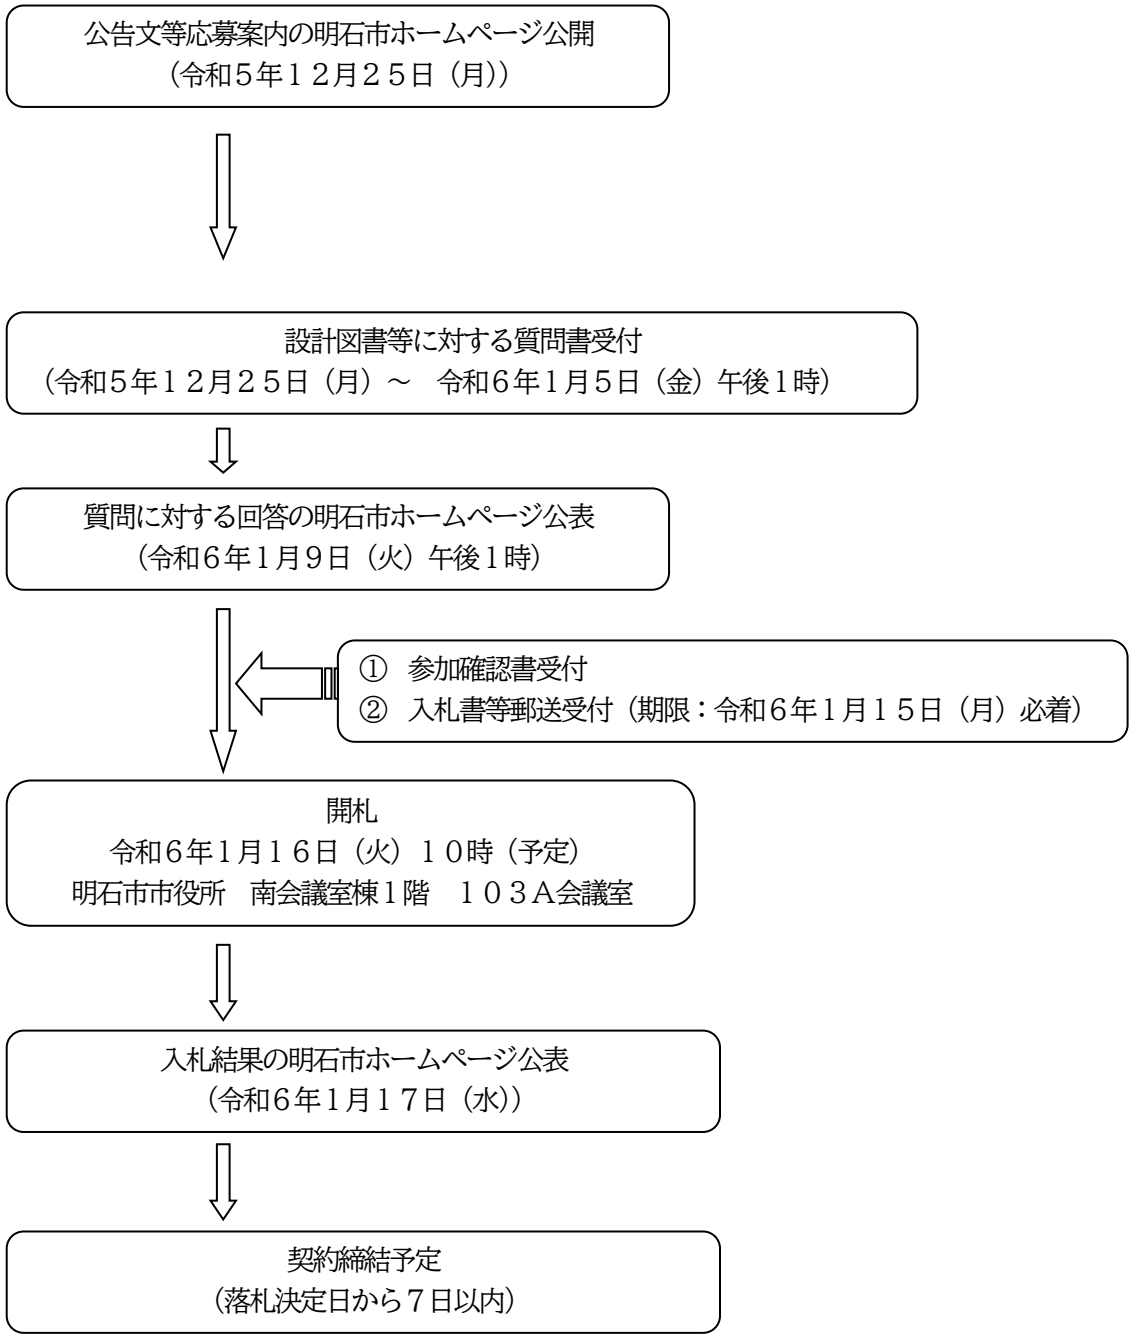 公告文等応募案内の明石市ホームページ公開
（令和５年１２月２５日（月））
設計図書等に対する質問書受付
（令和５年１２月２５日（月）～　令和６年１月５日（金）午後１時）
質問に対する回答の明石市ホームページ公表
（令和６年１月９日（火）午後１時）
①　参加確認書受付
②　入札書等郵送受付（期限：令和６年１月１５日（月）必着）
開札
令和６年１月１６日（火）１０時（予定）
明石市市役所　南会議室棟１階　１０３Ａ会議室
入札結果の明石市ホームページ公表
（令和６年１月１７日（水））
契約締結予定
（落札決定日から７日以内）